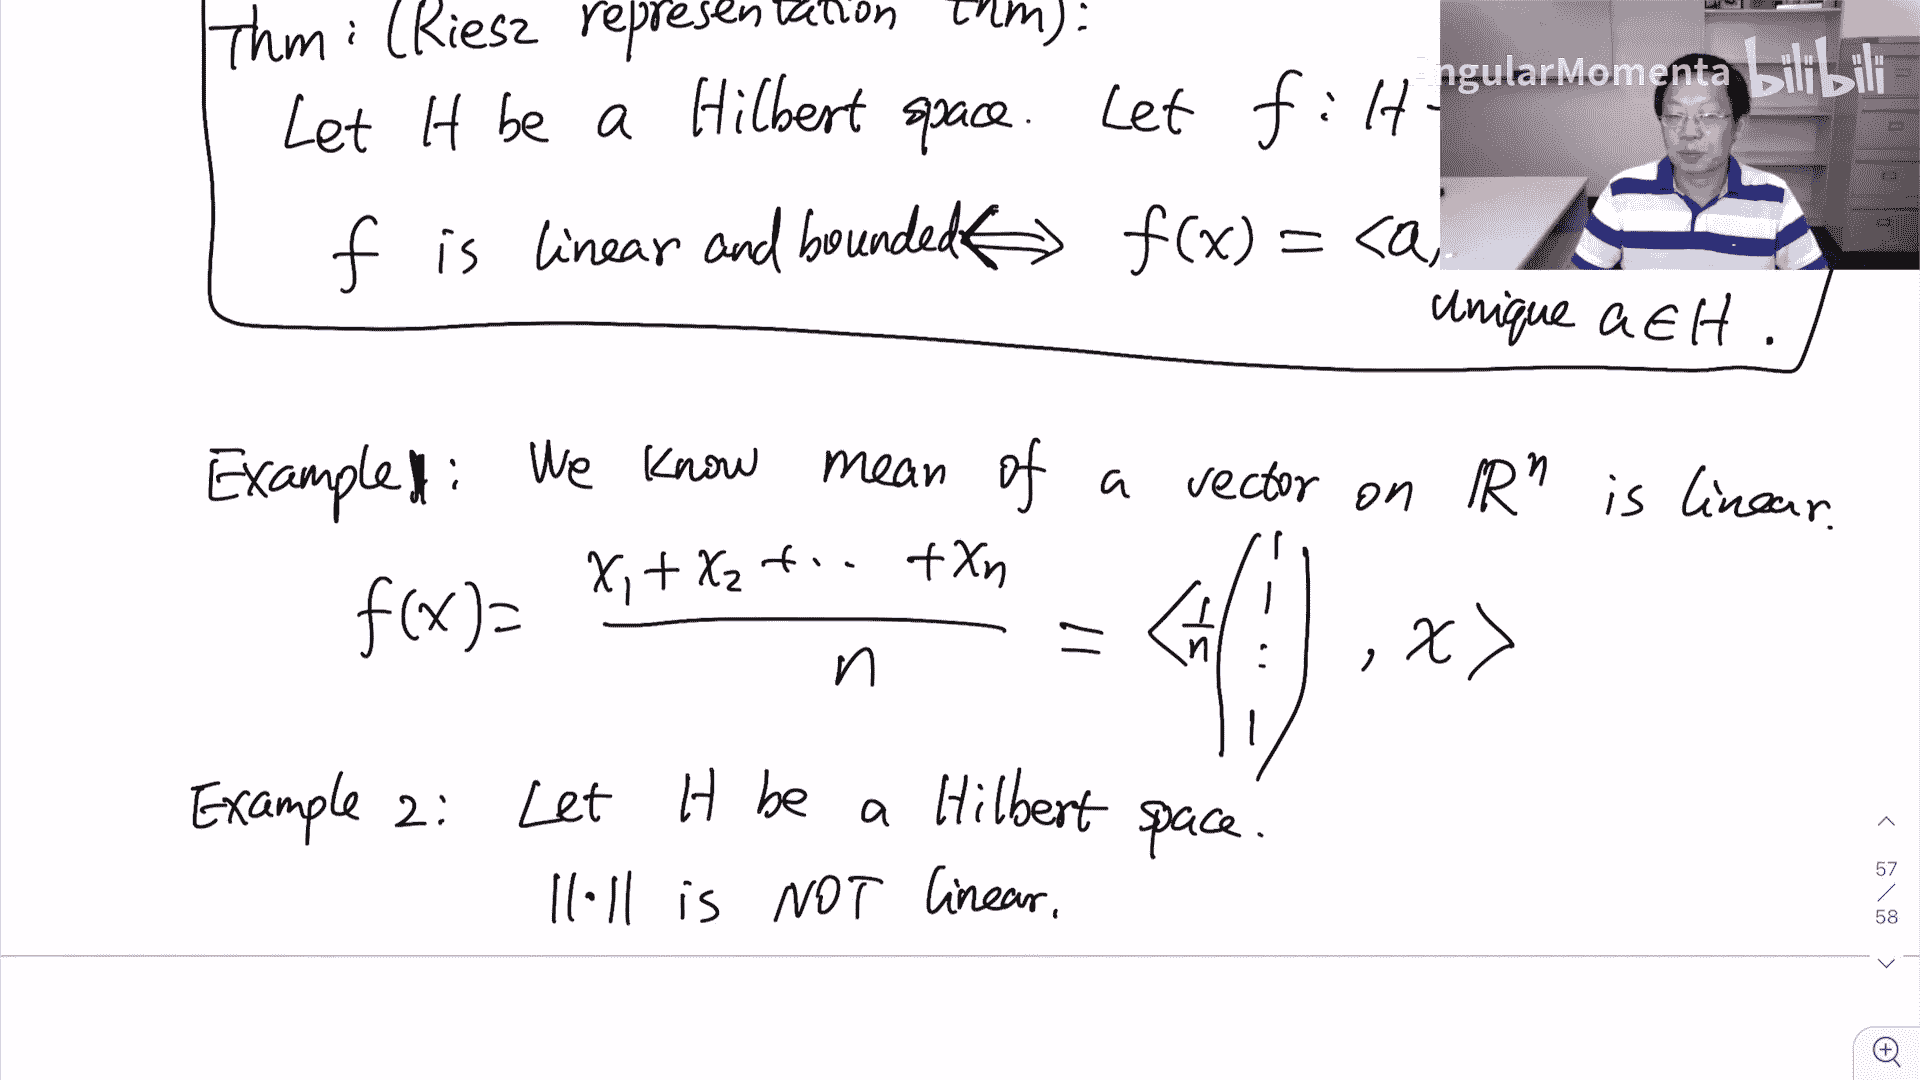 Thm: (Riesz representation thm):
Let H be a Hilbert space. Let f: H
f is linear and bounded ⟺ f(x) = <a,
unique a∈H.
Example 1: We know mean of a vector on ℝⁿ is linear.
f(x) = (x₁ + x₂ + ·· + xₙ)/n = <1/n (1 1 : 1), x>
Example 2: Let H be a Hilbert space.
||·|| is NOT linear.
ngularMomenta bilibili
57
/
58